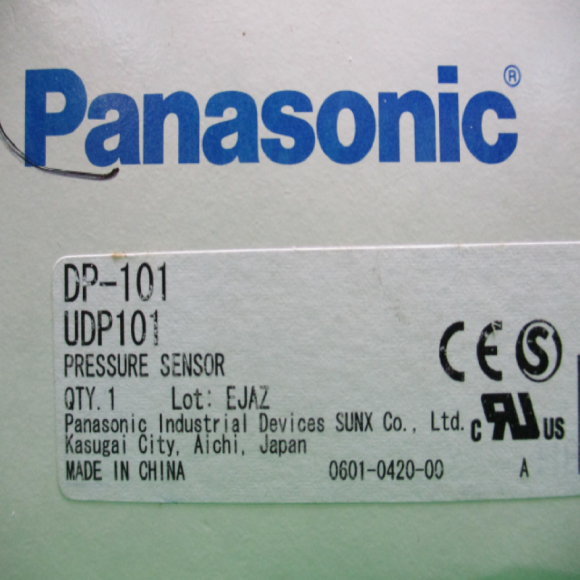 Panasonic®
DP-101
UDP101
PRESSURE SENSOR
QTY. 1 Lot: EJAZ
Panasonic Industrial Devices SUNX Co., Ltd.
Kasugai City, Aichi, Japan
MADE IN CHINA 0601-0420-00 A
CE S
c RU US